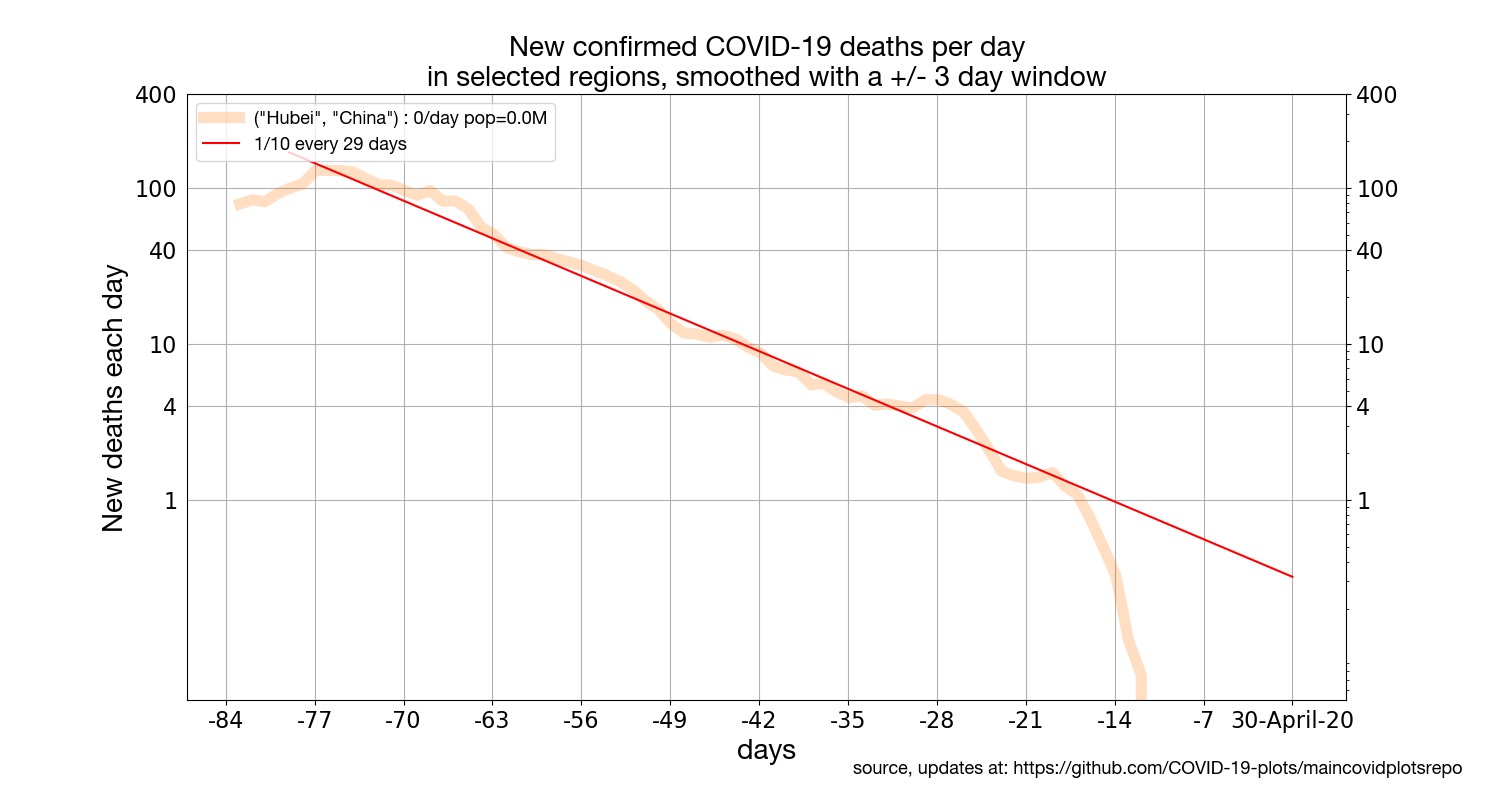 New confirmed COVID-19 deaths per day
in selected regions, smoothed with a +/- 3 day window
("Hubei", "China") : 0/day pop=0.0M
1/10 every 29 days
New deaths each day
400
100
40
10
4
1
400
100
40
10
4
1
-84 -77 -70 -63 -56 -49 -42 -35 -28 -21 -14 -7 30-April-20
days
source, updates at: https://github.com/COVID-19-plots/maincovidplotsrepo